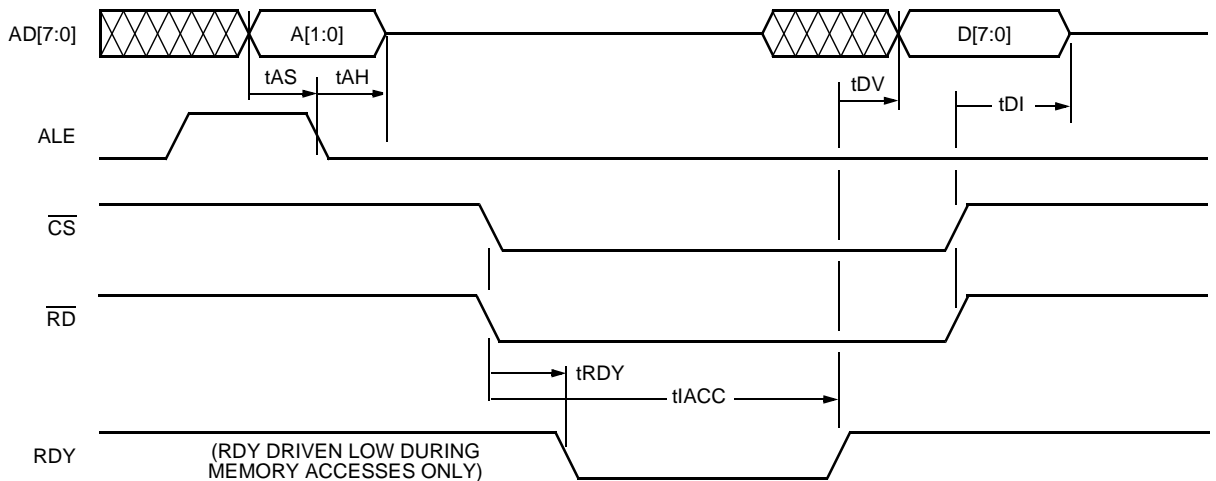 AD[7:0]
A[1:0]
D[7:0]
tAS
tAH
tDV
tDI
ALE
CS
RD
tRDY
tIACC
RDY
(RDY DRIVEN LOW DURING
MEMORY ACCESSES ONLY)